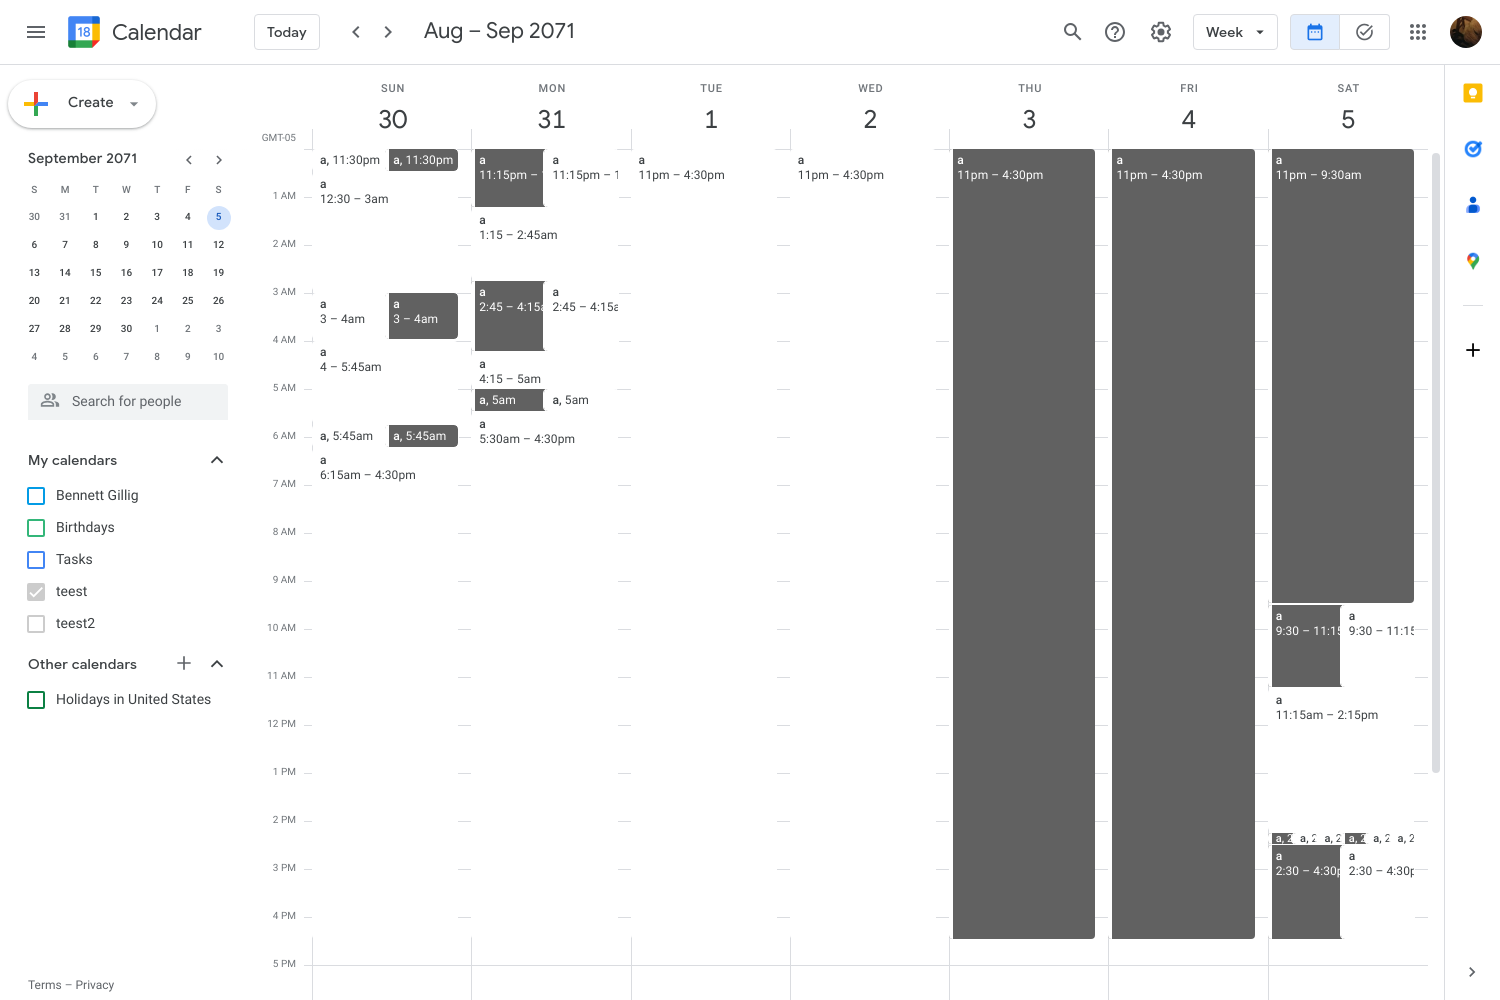 18 Calendar Today Aug – Sep 2071 Week
Create
SUN MON TUE WED THU FRI SAT
30 31 1 2 3 4 5
GMT-05
September 2071
S M T W T F S
30 31 1 2 3 4 5
6 7 8 9 10 11 12
13 14 15 16 17 18 19
20 21 22 23 24 25 26
27 28 29 30 1 2 3
4 5 6 7 8 9 10
Search for people
My calendars
Bennett Gillig
Birthdays
Tasks
teest
teest2
Other calendars
Holidays in United States
Terms – Privacy
1 AM
2 AM
3 AM
4 AM
5 AM
6 AM
7 AM
8 AM
9 AM
10 AM
11 AM
12 PM
1 PM
2 PM
3 PM
4 PM
5 PM
a, 11:30pm
a, 11:30pm
a
12:30 – 3am
a
3 – 4am
a
3 – 4am
a
4 – 5:45am
a, 5:45am
a, 5:45am
a
6:15am – 4:30pm
a
11:15pm –
a
11:15pm – 1
a
1:15 – 2:45am
a
2:45 – 4:15a
a
2:45 – 4:15a
a
4:15 – 5am
a, 5am
a, 5am
a
5:30am – 4:30pm
a
11pm – 4:30pm
a
11pm – 4:30pm
a
11pm – 4:30pm
a
11pm – 4:30pm
a
11pm – 9:30am
a
9:30 – 11:15
a
9:30 – 11:15
a
11:15am – 2:15pm
a, 2
a, 2
a, 2
a, 2
a, 2
a, 2
a
2:30 – 4:30p
a
2:30 – 4:30p